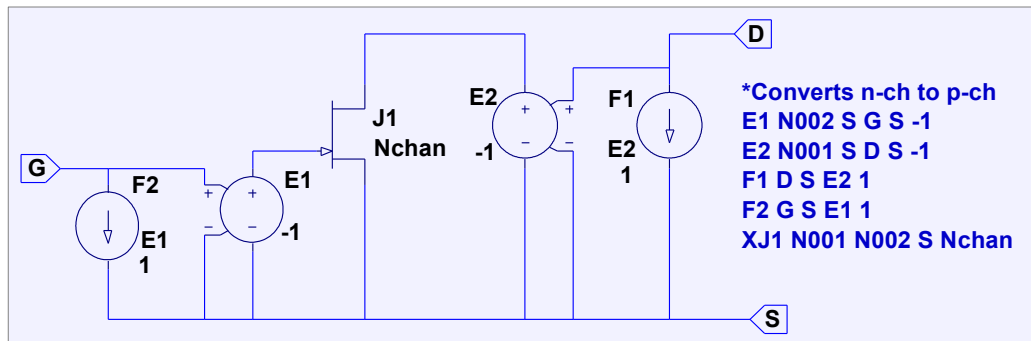 D
E2
F1
*Converts n-ch to p-ch
E1 N002 S G S -1
E2 N001 S D S -1
F1 D S E2 1
F2 G S E1 1
XJ1 N001 N002 S Nchan
J1
Nchan
-1
E2
1
+
-
+
-
G
F2
E1
E1
1
-1
+
-
+
-
S